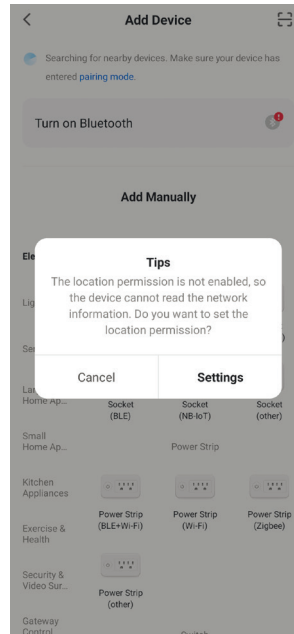 Add Device
Searching for nearby devices. Make sure your device has
entered pairing mode.
Turn on Bluetooth
Add Manually
Ele
Tips
The location permission is not enabled, so
the device cannot read the network
information. Do you want to set the
location permission?
Cancel
Settings
Lig
Home Ap...
Socket
(BLE)
Socket
(NB-IoT)
Socket
(other)
Small
Home Ap...
Power Strip
Kitchen
Appliances
Power Strip
(BLE+Wi-Fi)
Power Strip
(Wi-Fi)
Power Strip
(Zigbee)
Exercise &
Health
Security &
Video Sur...
Power Strip
(other)
Gateway
Control
Switch